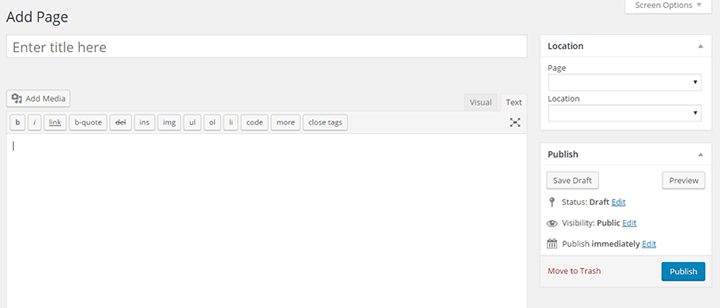 Screen Options
Add Page
Enter title here
Add Media
Visual Text
b i link b-quote del ins img ul ol li code more close tags
Location
Page
Location
Publish
Save Draft Preview
Status: Draft Edit
Visibility: Public Edit
Publish immediately Edit
Move to Trash Publish